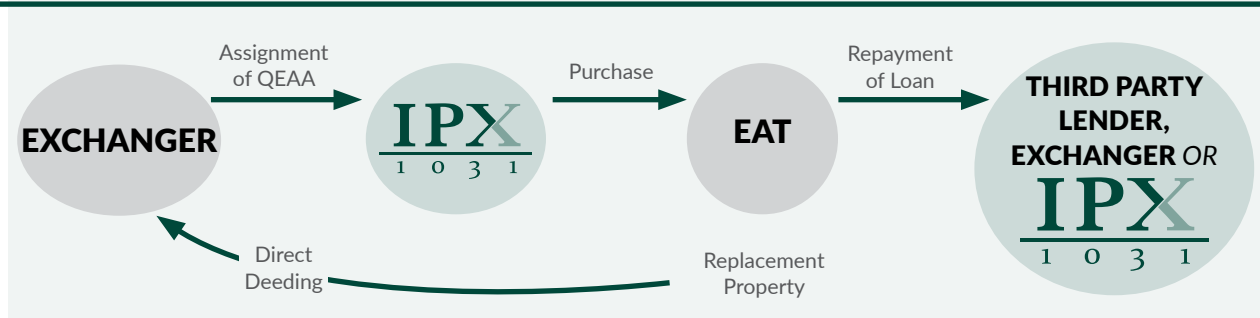 Assignment
of QEAA
EXCHANGER
IPX
1 0 3 1
Purchase
EAT
Repayment
of Loan
THIRD PARTY
LENDER,
EXCHANGER OR
IPX
1 0 3 1
Direct
Deeding
Replacement
Property